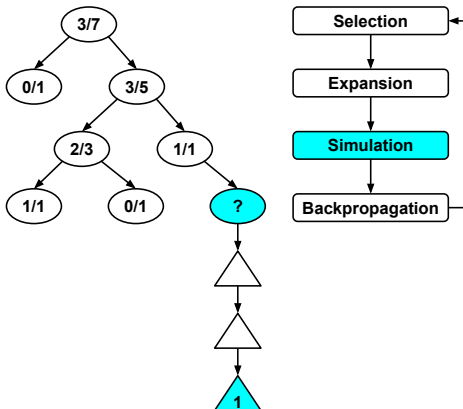 3/7
0/1
3/5
2/3
1/1
1/1
0/1
?
1
Selection
Expansion
Simulation
Backpropagation